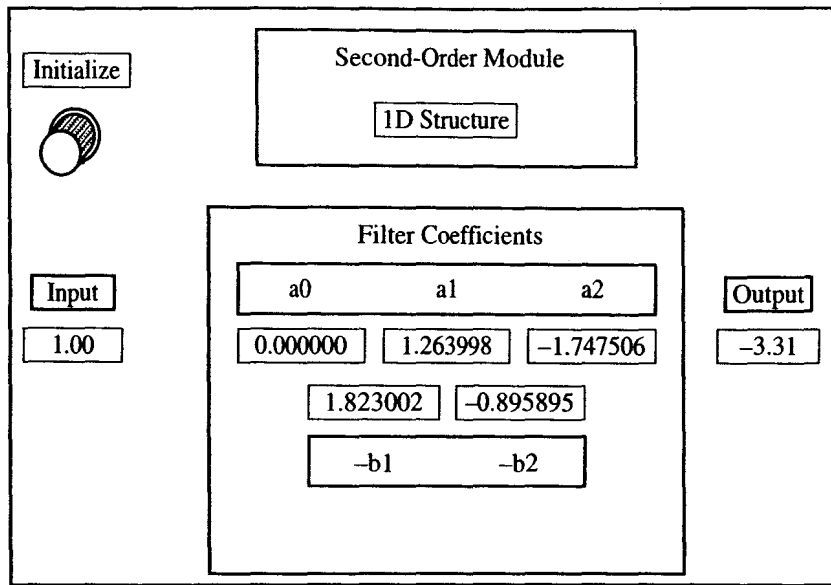 Initialize
Second-Order Module
1D Structure
Filter Coefficients
Input
a0 a1 a2
Output
1.00
0.000000 1.263998 –1.747506
–3.31
1.823002 –0.895895
–b1 –b2